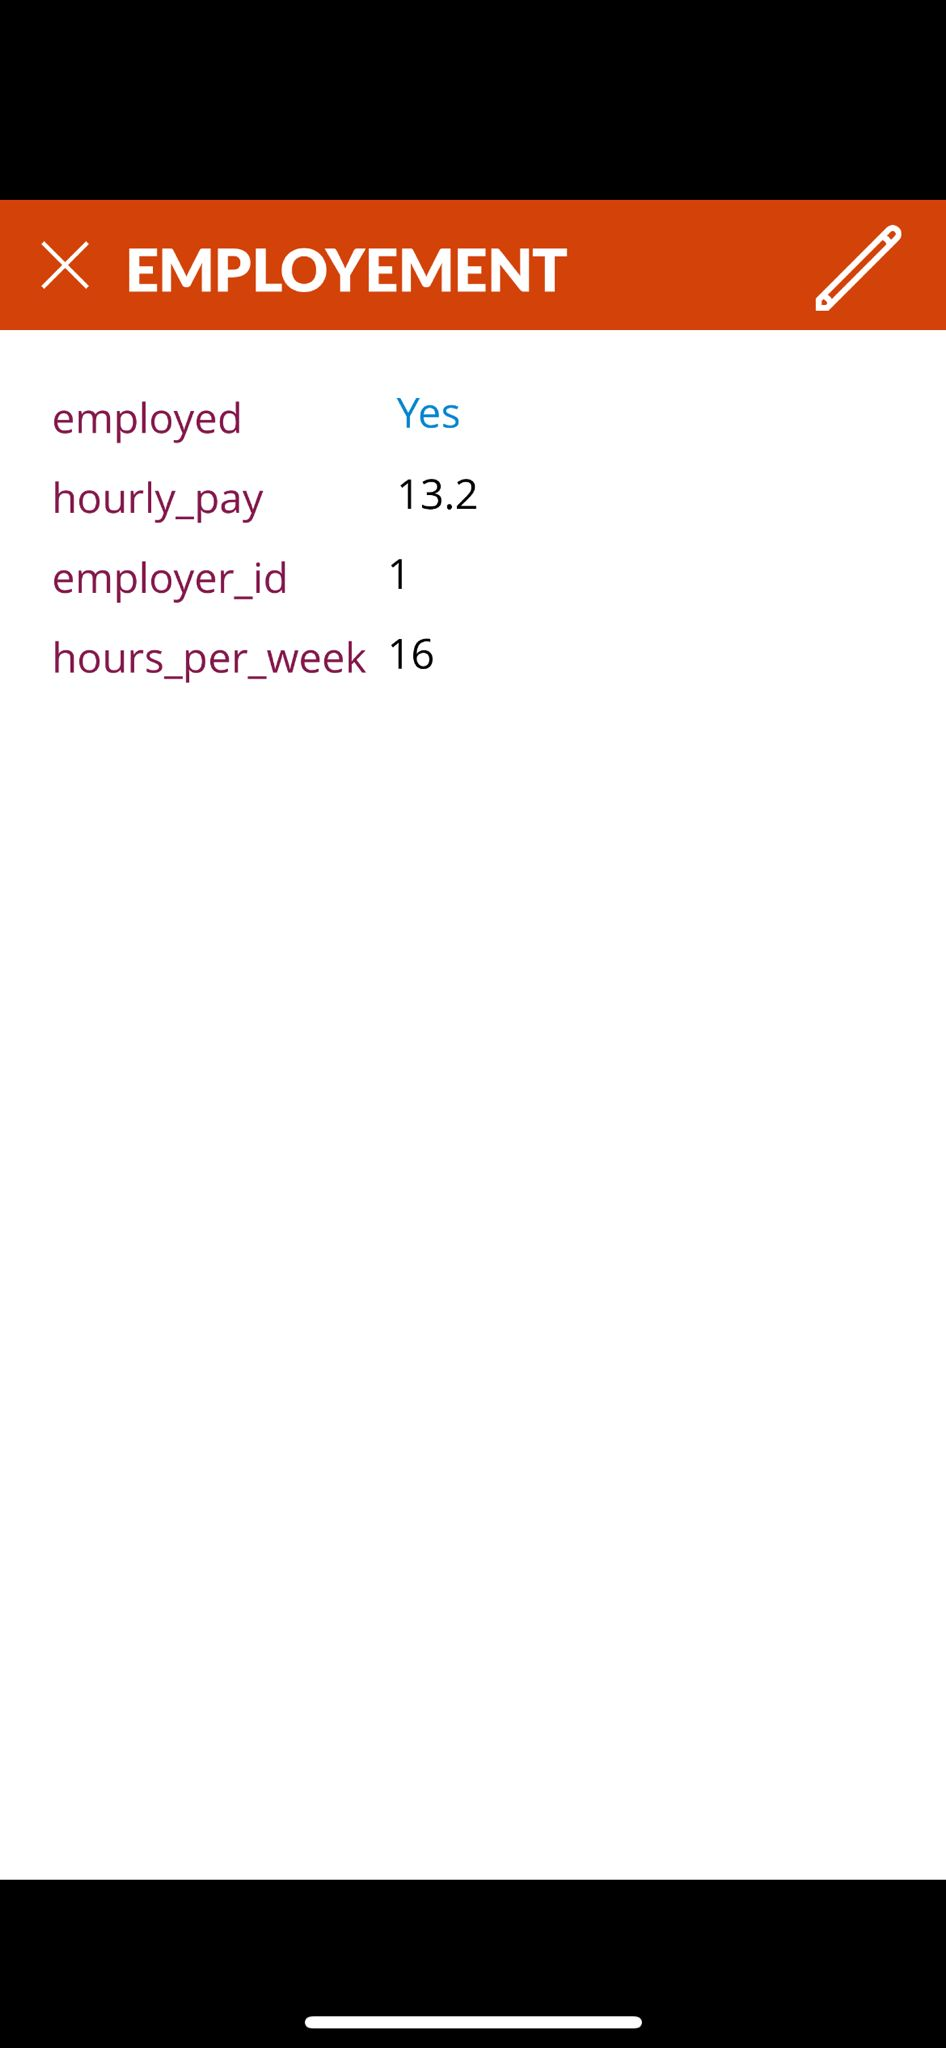 EMPLOYEMENT
employed Yes
hourly_pay 13.2
employer_id 1
hours_per_week 16